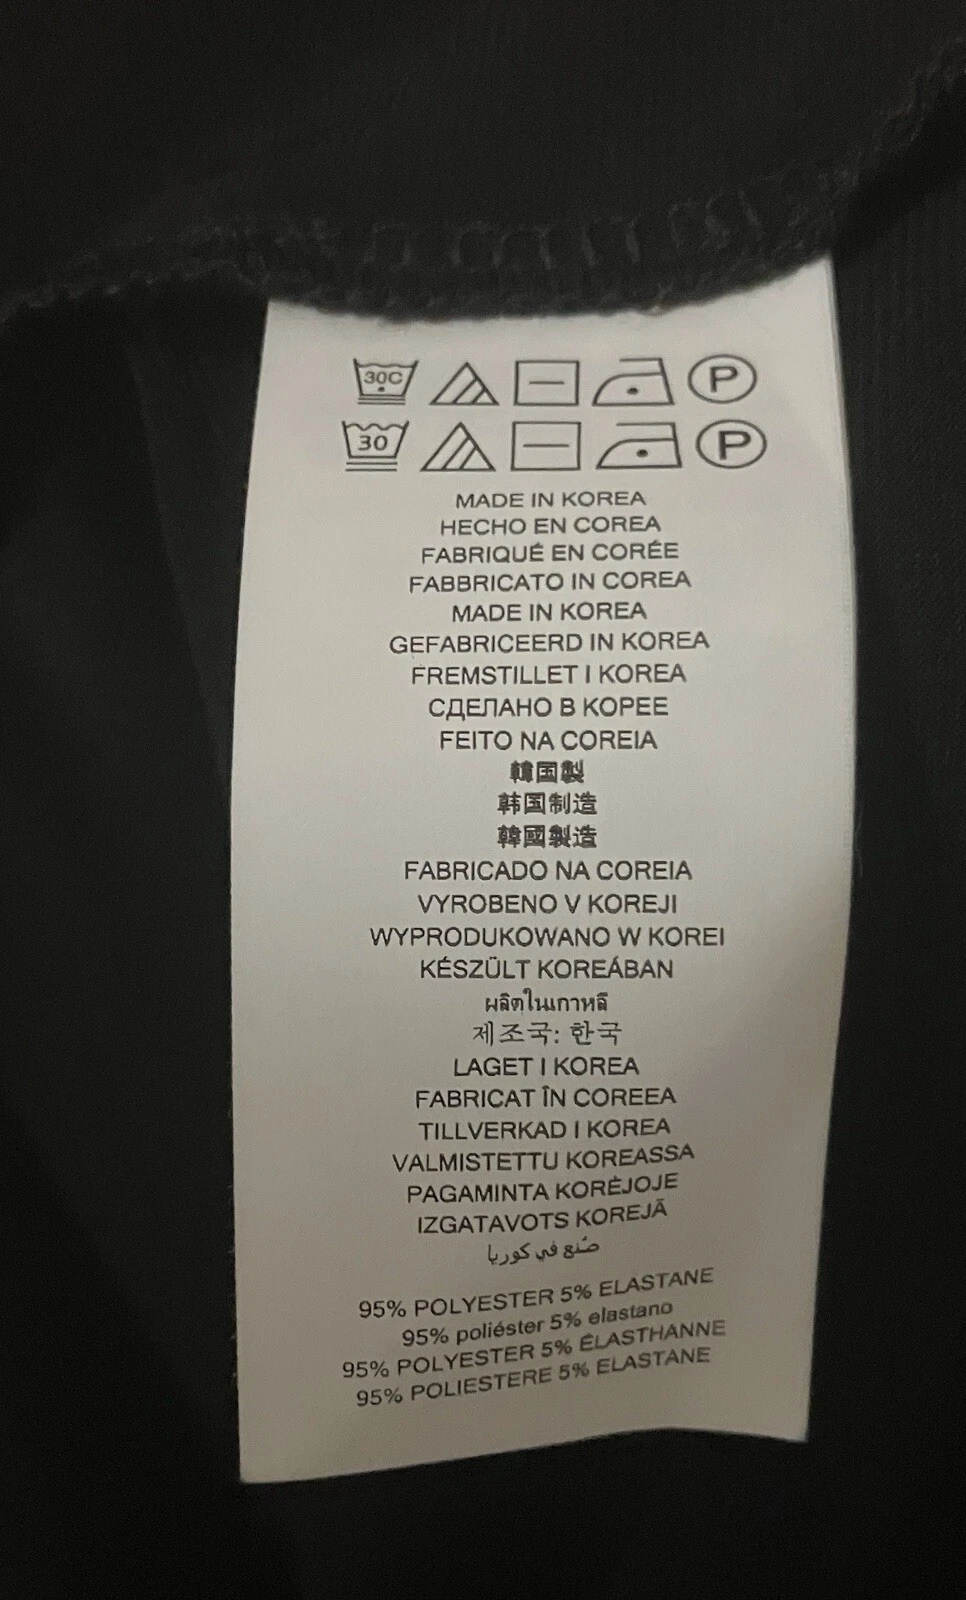 30C P
30 P
MADE IN KOREA
HECHO EN COREA
FABRIQUÉ EN CORÉE
FABBRICATO IN COREA
MADE IN KOREA
GEFABRICEERD IN KOREA
FREMSTILLET I KOREA
СДЕЛАНО В КОРЕЕ
FEITO NA COREIA
韓国製
韩国制造
韓國製造
FABRICADO NA COREIA
VYROBENO V KOREJI
WYPRODUKOWANO W KOREI
KÉSZÜLT KOREÁBAN
ผลิตในเกาหลี
제조국: 한국
LAGET I KOREA
FABRICAT ÎN COREEA
TILLVERKAD I KOREA
VALMISTETTU KOREASSA
PAGAMINTA KORĖJOJE
IZGATAVOTS KOREJĀ
صُنع في كوريا
95% POLYESTER 5% ELASTANE
95% poliéster 5% elastano
95% POLYESTER 5% ÉLASTHANNE
95% POLIESTERE 5% ELASTANE